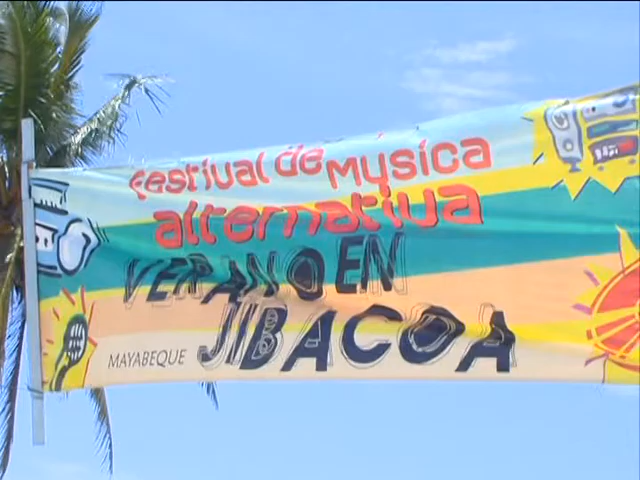 festival de musica
alternativa
VERANO EN
JIBACOA
MAYABEQUE